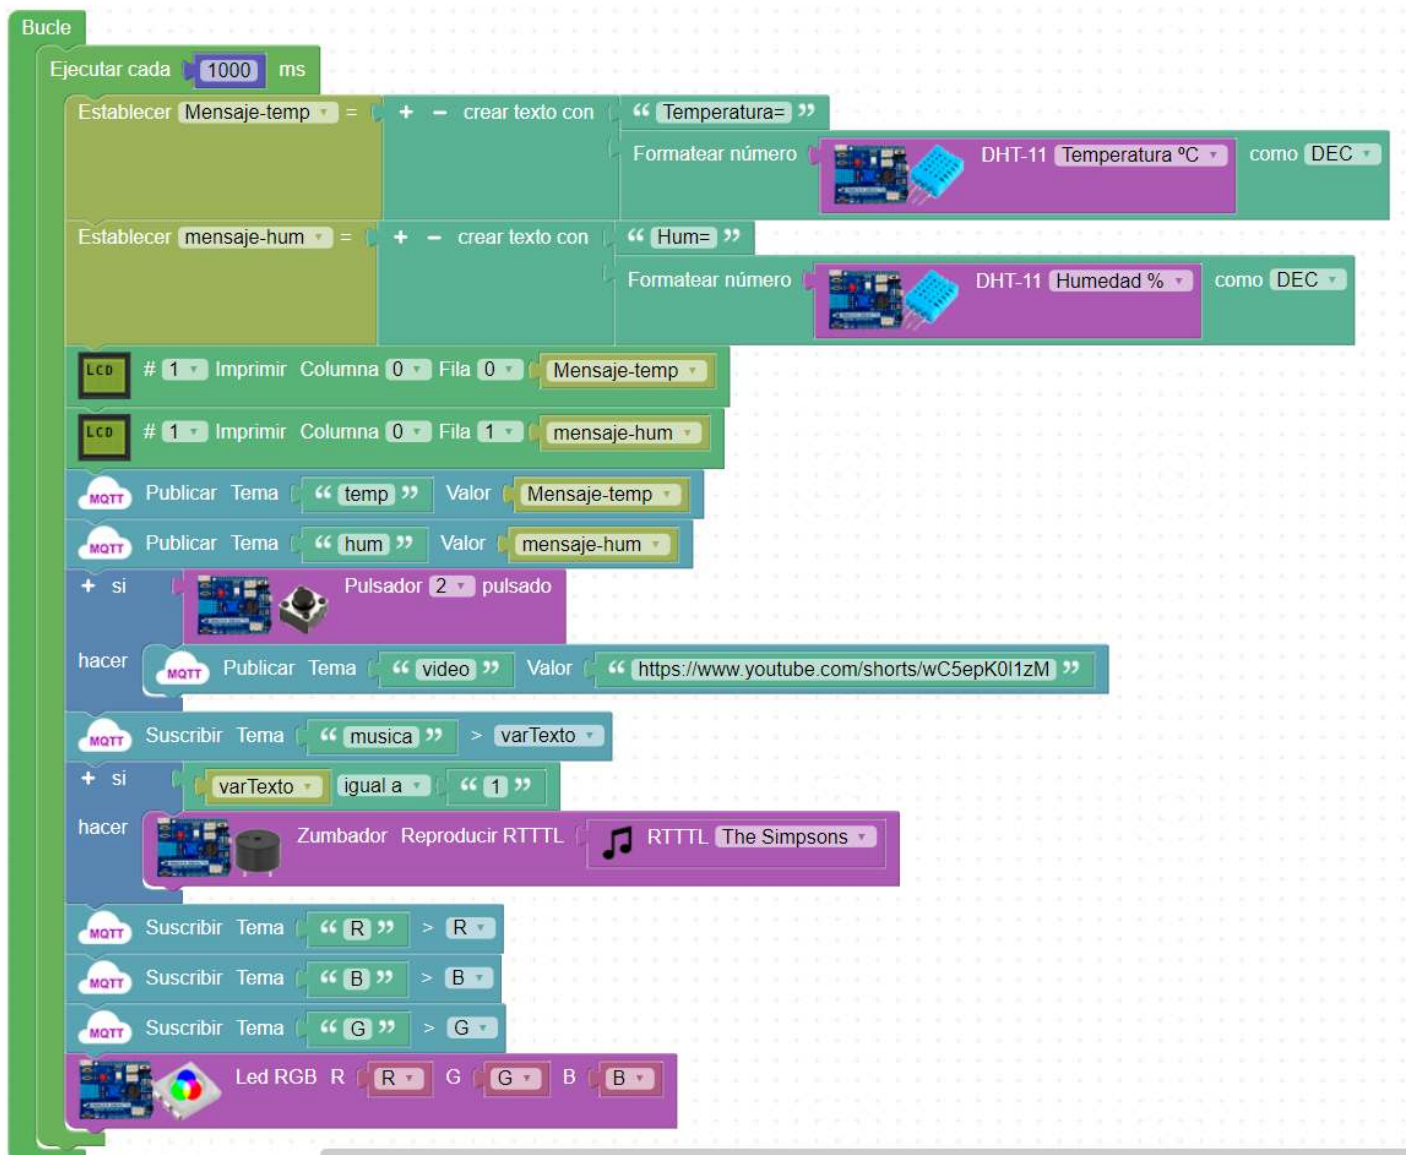 Bucle
Ejecutar cada 1000 ms
Establecer Mensaje-temp = + − crear texto con “ Temperatura= ”
Formatear número DHT-11 Temperatura ºC como DEC
Establecer mensaje-hum = + − crear texto con “ Hum= ”
Formatear número DHT-11 Humedad % como DEC
LCD # 1 Imprimir Columna 0 Fila 0 Mensaje-temp
LCD # 1 Imprimir Columna 0 Fila 1 mensaje-hum
MQTT Publicar Tema “ temp ” Valor Mensaje-temp
MQTT Publicar Tema “ hum ” Valor mensaje-hum
+ si Pulsador 2 pulsado
hacer MQTT Publicar Tema “ video ” Valor “ https://www.youtube.com/shorts/wC5epK0I1zM ”
MQTT Suscribir Tema “ musica ” > varTexto
+ si varTexto igual a “ 1 ”
hacer Zumbador Reproducir RTTTL RTTTL The Simpsons
MQTT Suscribir Tema “ R ” > R
MQTT Suscribir Tema “ B ” > B
MQTT Suscribir Tema “ G ” > G
Led RGB R R G G B B